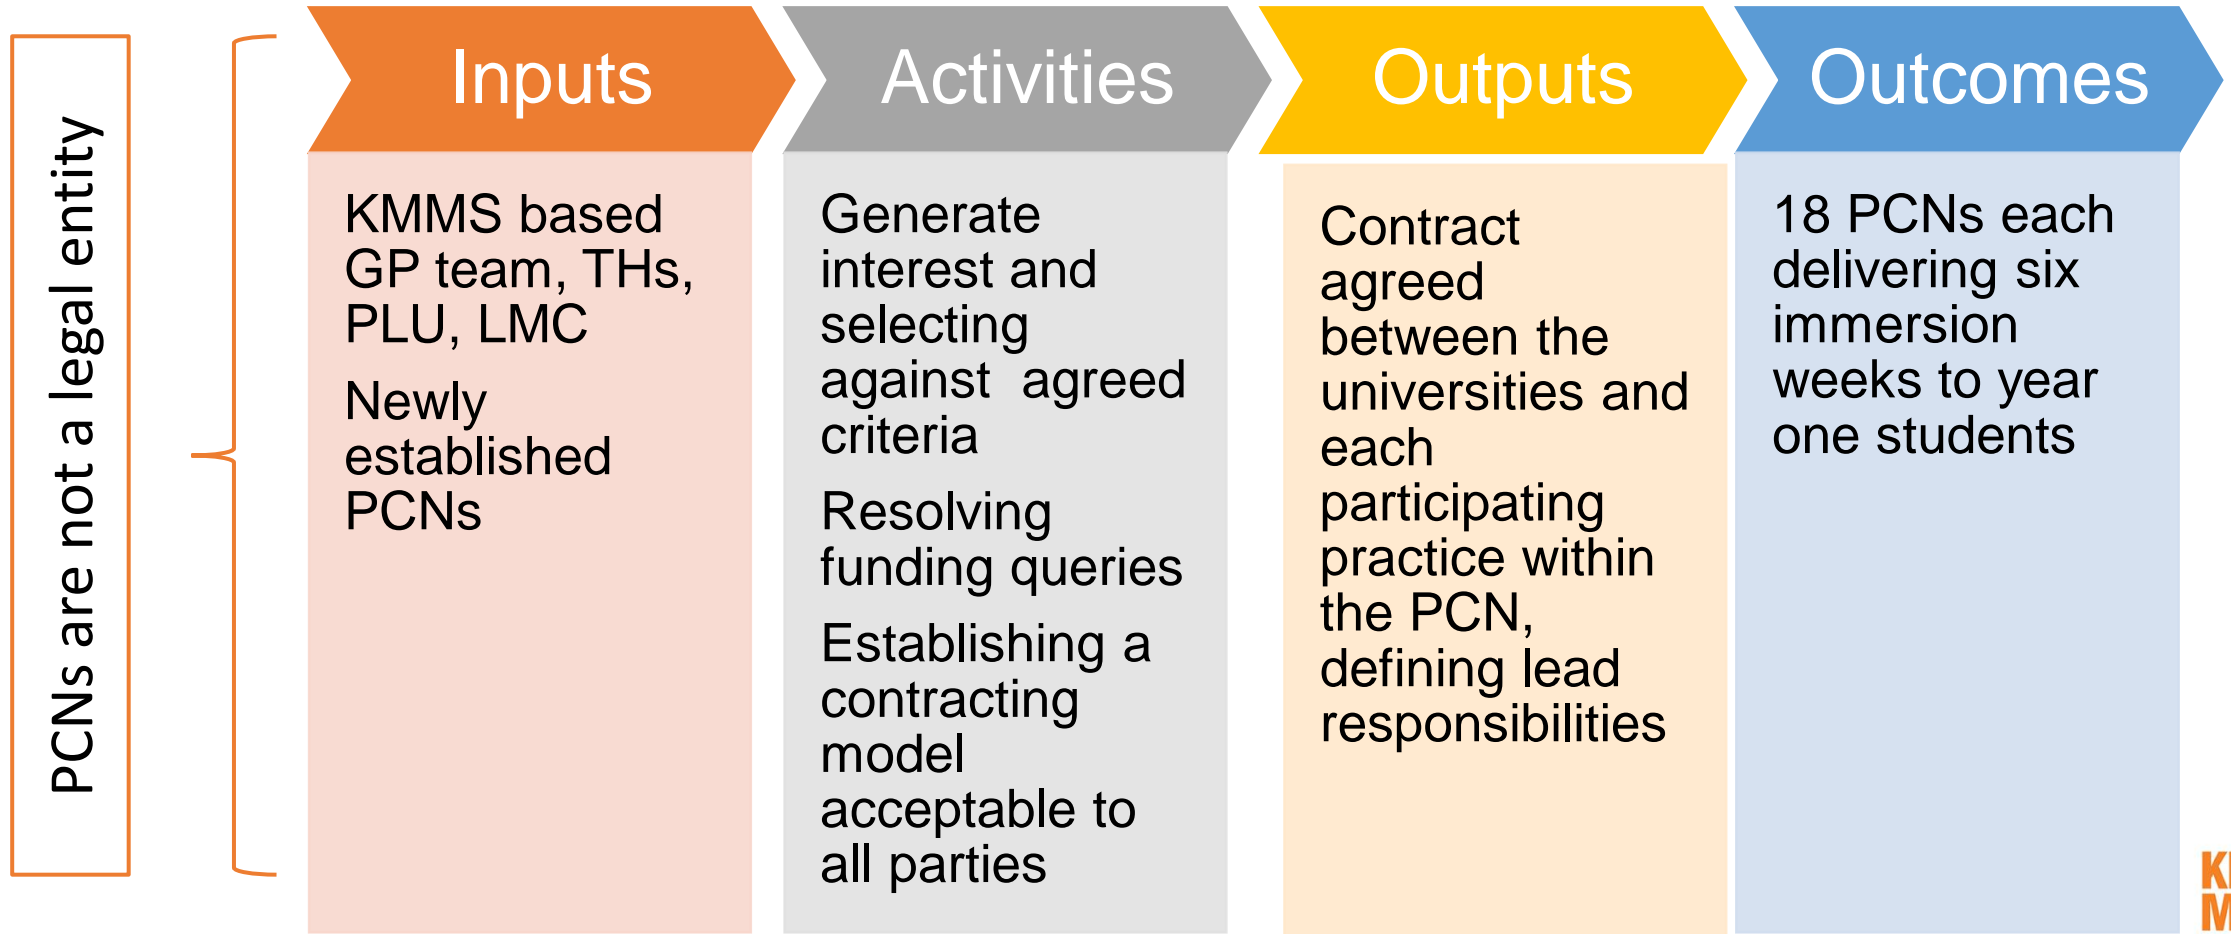 PCNs are not a legal entity
Inputs
KMMS based
GP team, THs,
PLU, LMC
Newly
established
PCNs
Activities
Generate
interest and
selecting
against  agreed
criteria
Resolving
funding queries
Establishing a
contracting
model
acceptable to
all parties
Outputs
Contract
agreed
between the
universities and
each
participating
practice within
the PCN,
defining lead
responsibilities
Outcomes
18 PCNs each
delivering six
immersion
weeks to year
one students